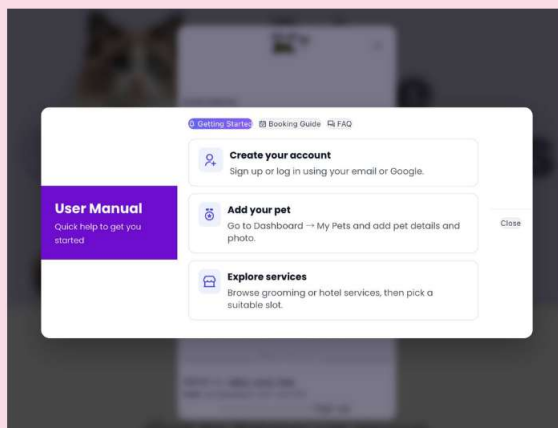 Getting Started Booking Guide FAQ
User Manual
Quick help to get you
started
Create your account
Sign up or log in using your email or Google.
Add your pet
Go to Dashboard → My Pets and add pet details and
photo.
Explore services
Browse grooming or hotel services, then pick a
suitable slot.
Close